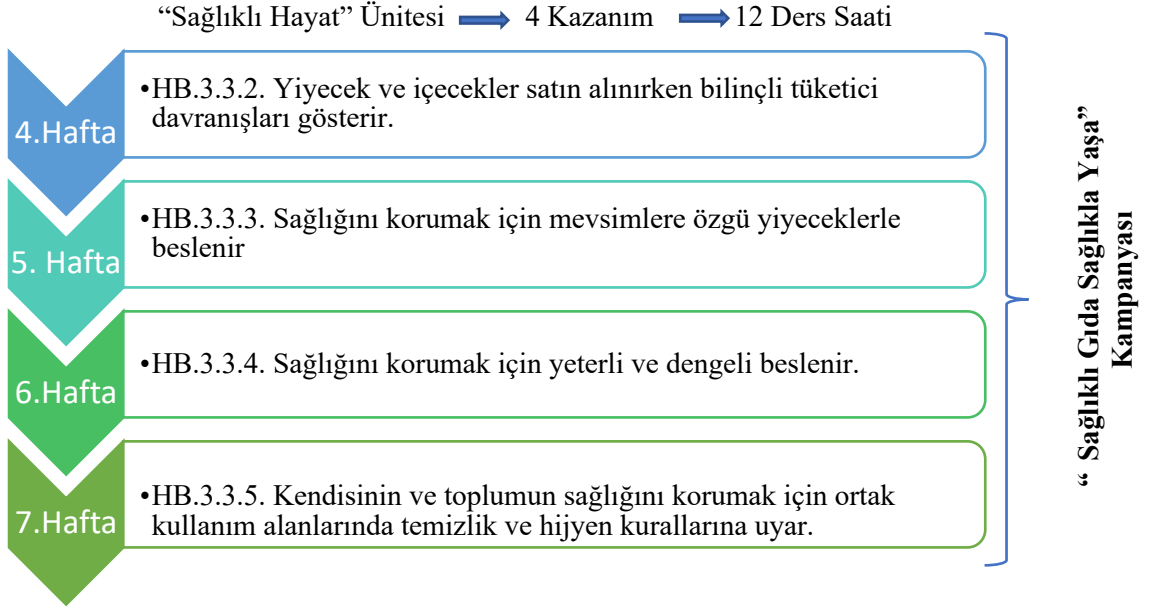 “Sağlıklı Hayat” Ünitesi 4 Kazanım 12 Ders Saati
4.Hafta
•HB.3.3.2. Yiyecek ve içecekler satın alınırken bilinçli tüketici
davranışları gösterir.
5. Hafta
•HB.3.3.3. Sağlığını korumak için mevsimlere özgü yiyeceklerle
beslenir
6.Hafta
•HB.3.3.4. Sağlığını korumak için yeterli ve dengeli beslenir.
7.Hafta
•HB.3.3.5. Kendisinin ve toplumun sağlığını korumak için ortak
kullanım alanlarında temizlik ve hijyen kurallarına uyar.
“ Sağlıklı Gıda Sağlıkla Yaşa”
Kampanyası